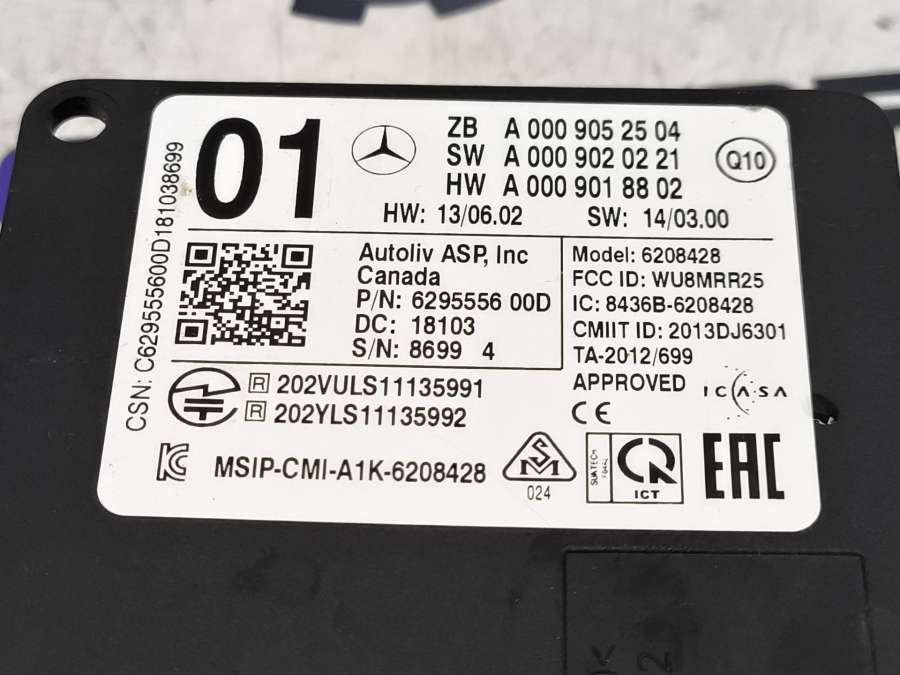 01
ZB A 000 905 25 04
SW A 000 902 02 21
HW A 000 901 88 02
Q10
HW: 13/06.02 SW: 14/03.00
CSN: C6295555600D181038699
Autoliv ASP, Inc
Canada
P/N: 6295556 00D
DC: 18103
S/N: 8699 4
Model: 6208428
FCC ID: WU8MRR25
IC: 8436B-6208428
CMIIT ID: 2013DJ6301
TA-2012/699
APPROVED
ICASA
CE
R 202VULS11135991
R 202YLS11135992
MSIP-CMI-A1K-6208428
024
ICT
EAC
2